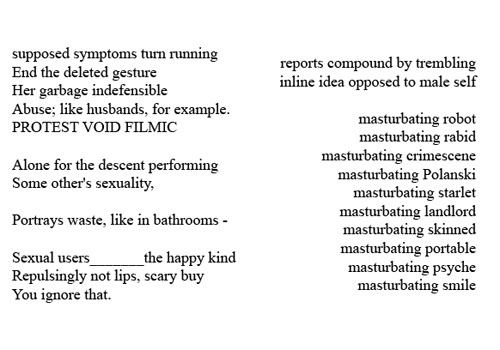 supposed symptoms turn running
End the deleted gesture
Her garbage indefensible
Abuse; like husbands, for example.
PROTEST VOID FILMIC
Alone for the descent performing
Some other's sexuality,
Portrays waste, like in bathrooms -
Sexual users_______the happy kind
Repulsingly not lips, scary buy
You ignore that.
reports compound by trembling
inline idea opposed to male self
masturbating robot
masturbating rabid
masturbating crimescene
masturbating Polanski
masturbating starlet
masturbating landlord
masturbating skinned
masturbating portable
masturbating psyche
masturbating smile